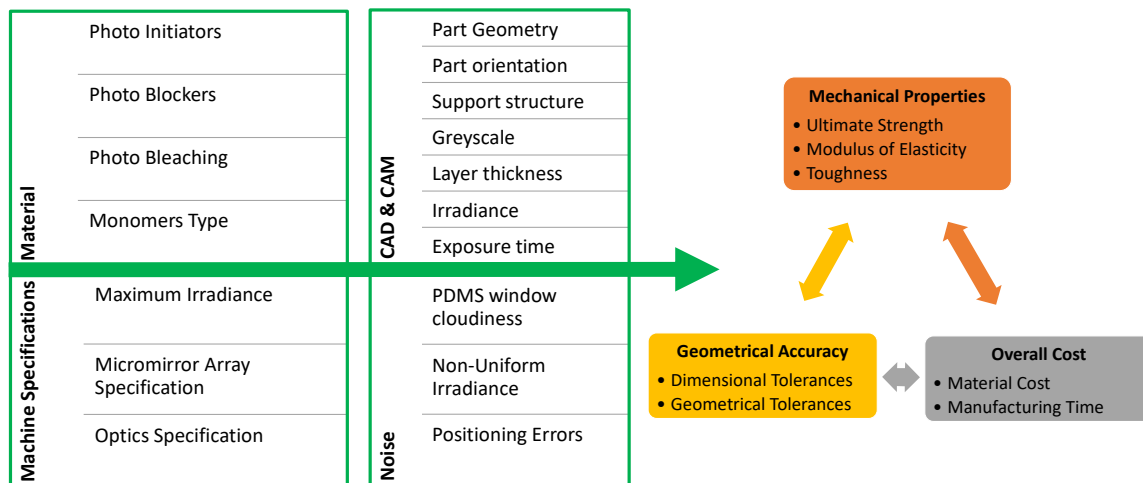 Material
Photo Initiators
Photo Blockers
Photo Bleaching
Monomers Type
Machine Specifications
Maximum Irradiance
Micromirror Array
Specification
Optics Specification
CAD & CAM
Part Geometry
Part orientation
Support structure
Greyscale
Layer thickness
Irradiance
Exposure time
Noise
PDMS window
cloudiness
Non-Uniform
Irradiance
Positioning Errors
Mechanical Properties
• Ultimate Strength
• Modulus of Elasticity
• Toughness
Geometrical Accuracy
• Dimensional Tolerances
• Geometrical Tolerances
Overall Cost
• Material Cost
• Manufacturing Time